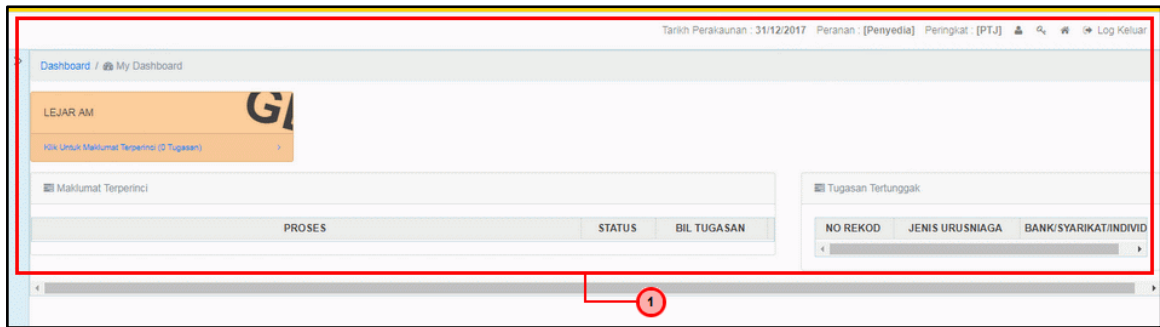 Tarikh Perakaunan : 31/12/2017 Peranan : [Penyedia] Peringkat : [PTJ] Log Keluar
Dashboard / My Dashboard
LEJAR AM
GL
Klik Untuk Maklumat Terperinci (0 Tugasan)
Maklumat Terperinci
Tugasan Tertunggak
PROSES STATUS BIL TUGASAN
NO REKOD JENIS URUSNIAGA BANK/SYARIKAT/INDIVID
1